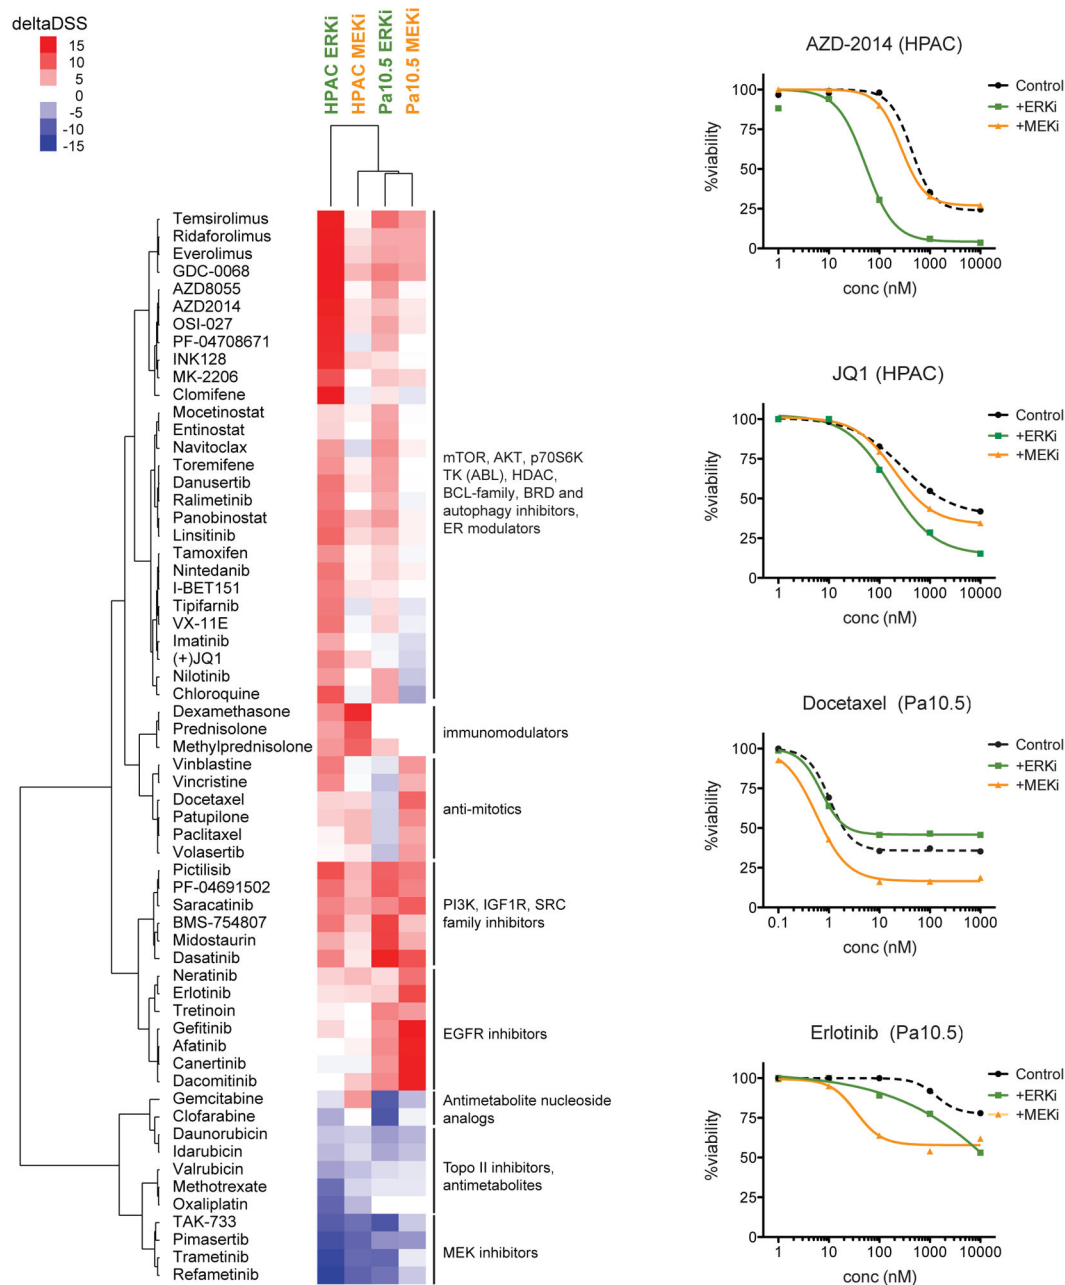 deltaDSS
15
10
5
0
-5
-10
-15
HPAC ERKi
HPAC MEKi
Pa10.5 ERKi
Pa10.5 MEKi
Temsirolimus
Ridaforolimus
Everolimus
GDC-0068
AZD8055
AZD2014
OSI-027
PF-04708671
INK128
MK-2206
Clomifene
Mocetinostat
Entinostat
Navitoclax
Toremifene
Danusertib
Ralimetinib
Panobinostat
Linsitinib
Tamoxifen
Nintedanib
I-BET151
Tipifarnib
VX-11E
Imatinib
(+)JQ1
Nilotinib
Chloroquine
Dexamethasone
Prednisolone
Methylprednisolone
Vinblastine
Vincristine
Docetaxel
Patupilone
Paclitaxel
Volasertib
Pictilisib
PF-04691502
Saracatinib
BMS-754807
Midostaurin
Dasatinib
Neratinib
Erlotinib
Tretinoin
Gefitinib
Afatinib
Canertinib
Dacomitinib
Gemcitabine
Clofarabine
Daunorubicin
Idarubicin
Valrubicin
Methotrexate
Oxaliplatin
TAK-733
Pimasertib
Trametinib
Refametinib
mTOR, AKT, p70S6K
TK (ABL), HDAC,
BCL-family, BRD and
autophagy inhibitors,
ER modulators
immunomodulators
anti-mitotics
PI3K, IGF1R, SRC
family inhibitors
EGFR inhibitors
Antimetabolite nucleoside
analogs
Topo II inhibitors,
antimetabolites
MEK inhibitors
AZD-2014 (HPAC)
%viability
100
75
50
25
0
1 10 100 1000 10000
conc (nM)
Control
+ERKi
+MEKi
JQ1 (HPAC)
%viability
100
75
50
25
0
1 10 100 1000 10000
conc (nM)
Control
+ERKi
+MEKi
Docetaxel (Pa10.5)
%viability
100
75
50
25
0
0.1 1 10 100 1000
conc (nM)
Control
+ERKi
+MEKi
Erlotinib (Pa10.5)
%viability
100
75
50
25
0
1 10 100 1000 10000
conc (nM)
Control
+ERKi
+MEKi